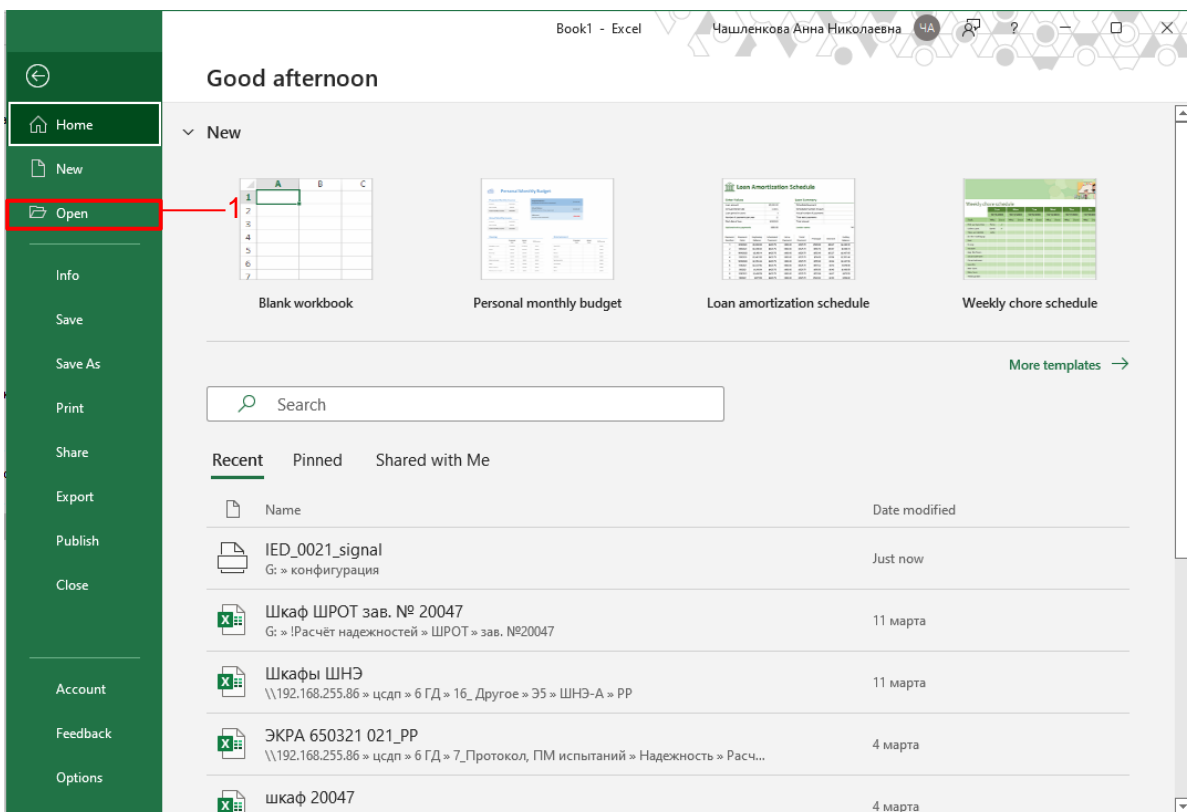 Book1 - Excel
Чашленкова Анна Николаевна
ЧА
?
Good afternoon
Home
New
Open
1
Info
Save
Save As
Print
Share
Export
Publish
Close
Account
Feedback
Options
New
A B C
1
2
3
4
5
6
7
Personal Monthly Budget
Loan Amortization Schedule
Weekly chore schedule
Blank workbook
Personal monthly budget
Loan amortization schedule
Weekly chore schedule
More templates
Search
Recent Pinned Shared with Me
Name Date modified
IED_0021_signal
G: » конфигурация
Just now
Шкаф ШРОТ зав. № 20047
G: » !Расчёт надежностей » ШРОТ » зав. №20047
11 марта
Шкафы ШНЭ
\\192.168.255.86 » цсдп » 6 ГД » 16_ Другое » Э5 » ШНЭ-А » РР
11 марта
ЭКРА 650321 021_РР
\\192.168.255.86 » цсдп » 6 ГД » 7_Протокол, ПМ испытаний » Надежность » Расч...
4 марта
шкаф 20047
4 марта